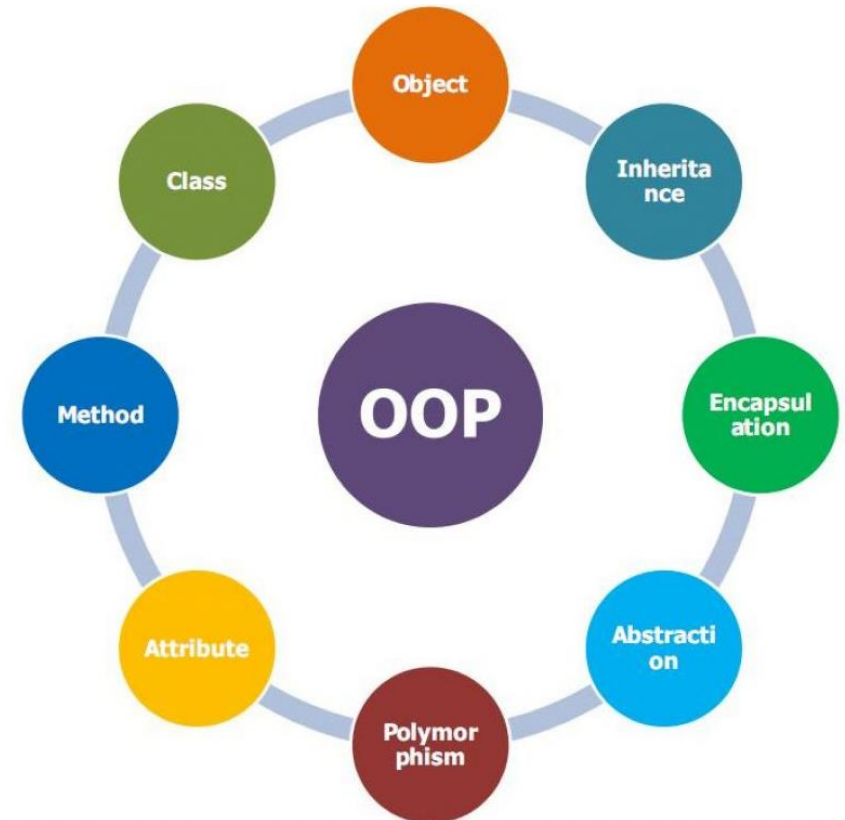 Object
Class
Inherita
nce
Method
OOP
Encapsul
ation
Attribute
Abstracti
on
Polymor
phism